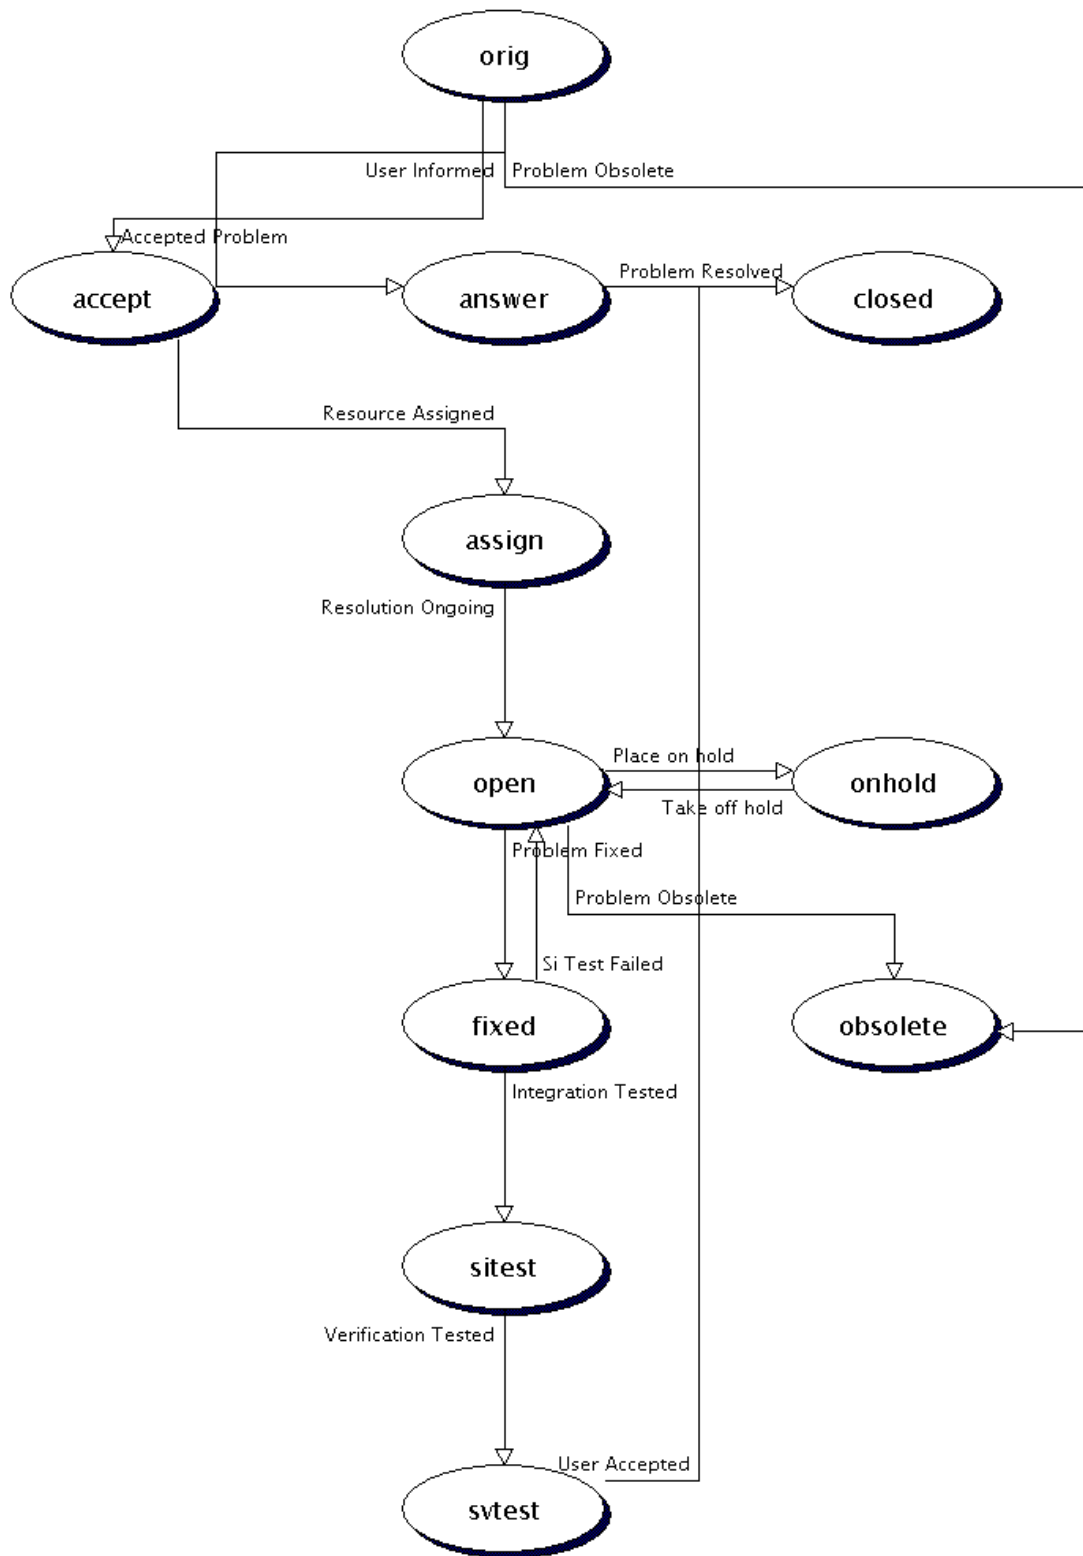 orig
User Informed
Problem Obsolete
Accepted Problem
Problem Resolved
accept
answer
closed
Resource Assigned
assign
Resolution Ongoing
Place on hold
open
onhold
Take off hold
Problem Fixed
Problem Obsolete
Si Test Failed
fixed
obsolete
Integration Tested
sitest
Verification Tested
User Accepted
svtest